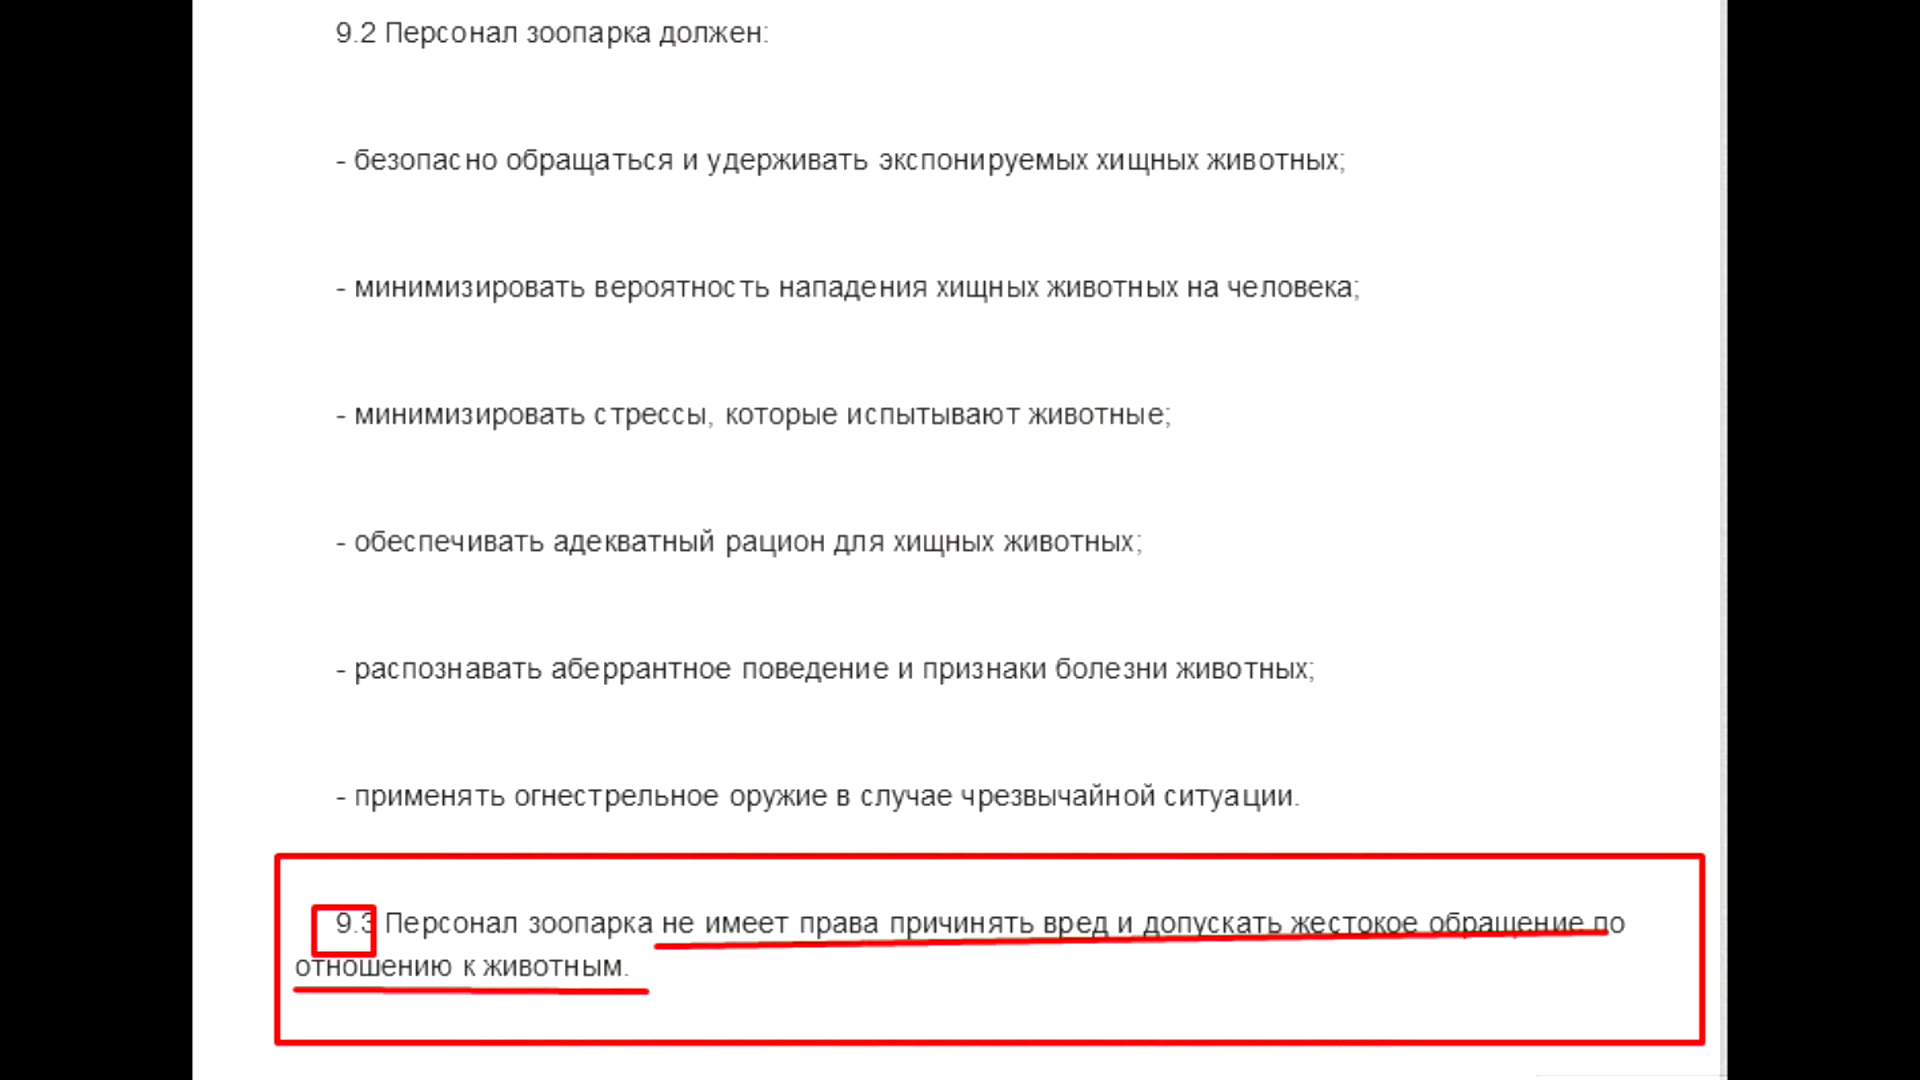 9.2 Персонал зоопарка должен:
- безопасно обращаться и удерживать экспонируемых хищных животных;
- минимизировать вероятность нападения хищных животных на человека;
- минимизировать стрессы, которые испытывают животные;
- обеспечивать адекватный рацион для хищных животных;
- распознавать аберрантное поведение и признаки болезни животных;
- применять огнестрельное оружие в случае чрезвычайной ситуации.
9.3 Персонал зоопарка не имеет права причинять вред и допускать жестокое обращение по
отношению к животным.